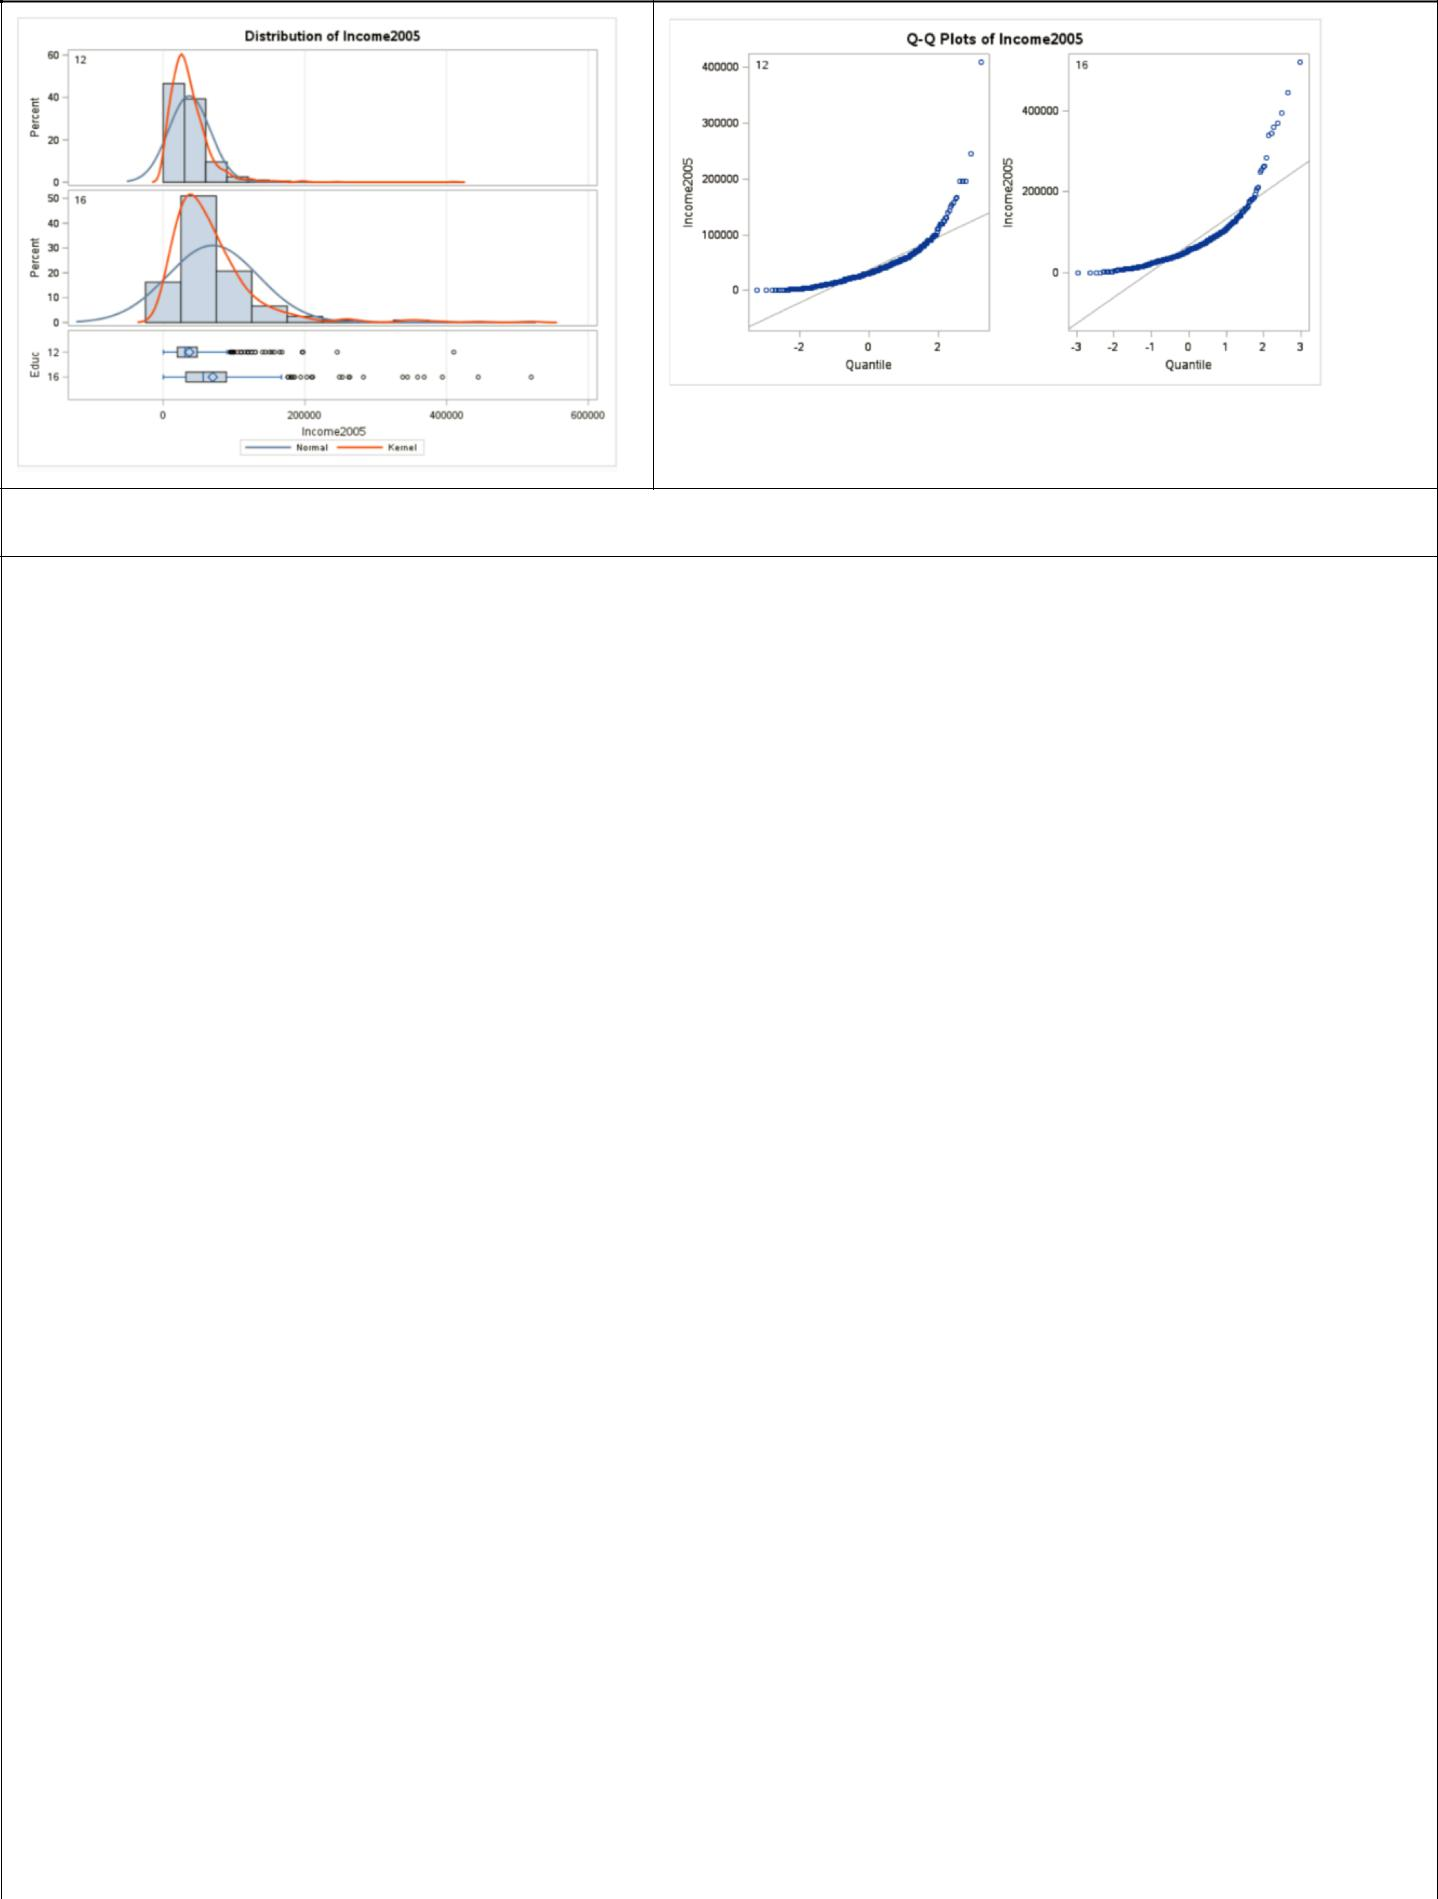 Distribution of Income2005
12
60
40
20
0
Percent
16
50
40
30
20
10
0
Percent
12
16
Educ
0 200000 400000 600000
Income2005
Normal Kernel
Q-Q Plots of Income2005
12
400000
300000
200000
100000
0
Income2005
-2 0 2
Quantile
16
400000
200000
0
Income2005
-3 -2 -1 0 1 2 3
Quantile